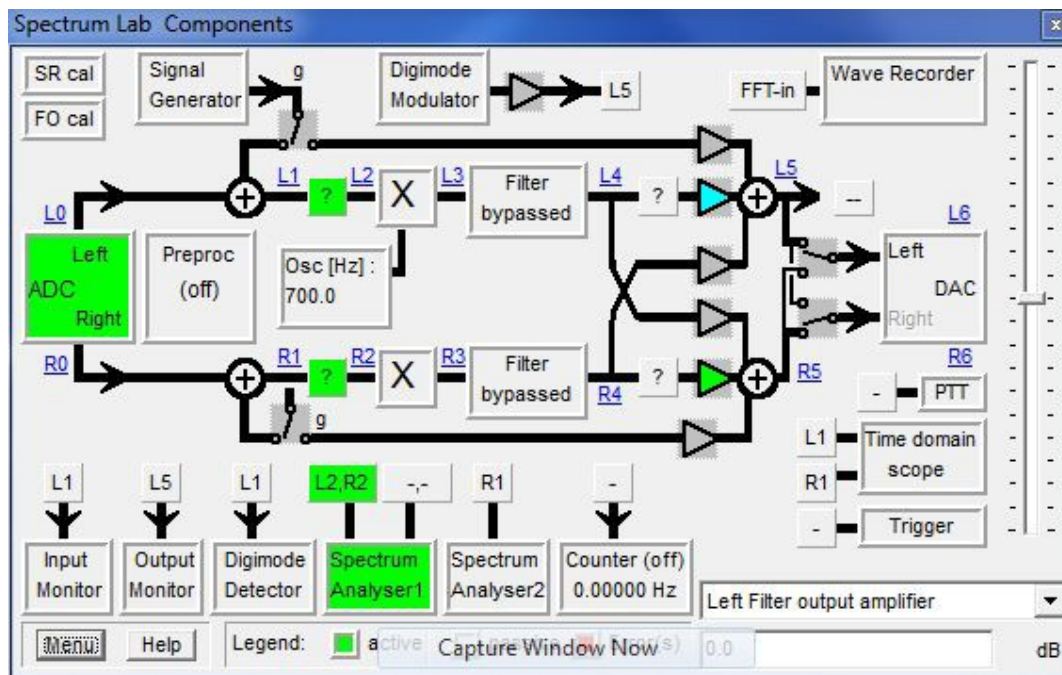 Spectrum Lab Components
x
SR cal
FO cal
Signal
Generator
g
Digimode
Modulator
L5
FFT-in
Wave Recorder
L0
L1
?
L2
X
L3
Filter
bypassed
L4
?
L5
--
L6
Left
ADC
Right
Preproc
(off)
Osc [Hz] :
700.0
Left
DAC
Right
R0
R1
?
R2
X
R3
Filter
bypassed
R4
?
R5
R6
g
-
PTT
L1
R1
Time domain
scope
-
Trigger
L1
L5
L1
L2,R2
-,-
R1
-
Input
Monitor
Output
Monitor
Digimode
Detector
Spectrum
Analyser1
Spectrum
Analyser2
Counter (off)
0.00000 Hz
Left Filter output amplifier
Menu
Help
Legend:
active
Capture Window Now
0.0
dB